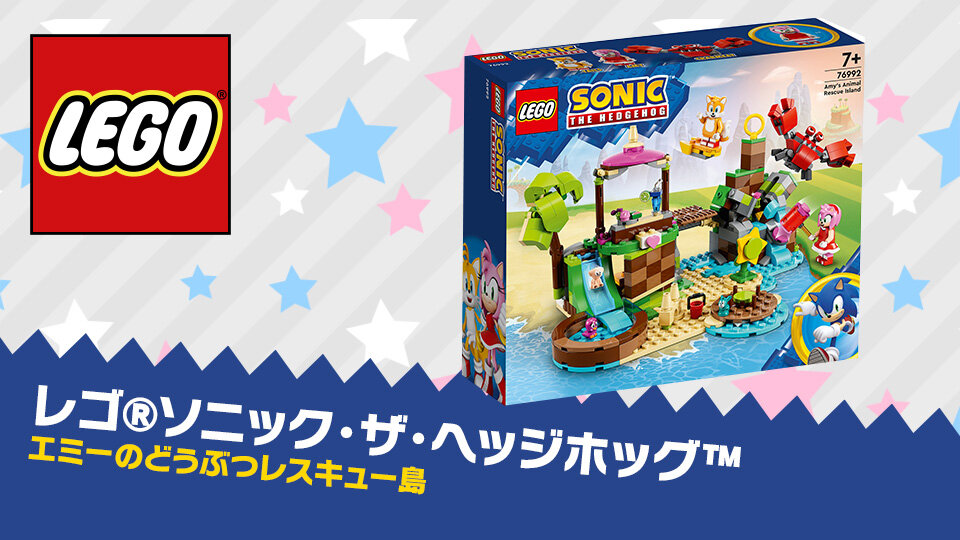 LEGO®
LEGO
SONIC
THE HEDGEHOG
7+
76992
Amy's Animal
Rescue Island
LEGO
SONIC
レゴ®ソニック・ザ・ヘッジホッグ™
エミーのどうぶつレスキュー島